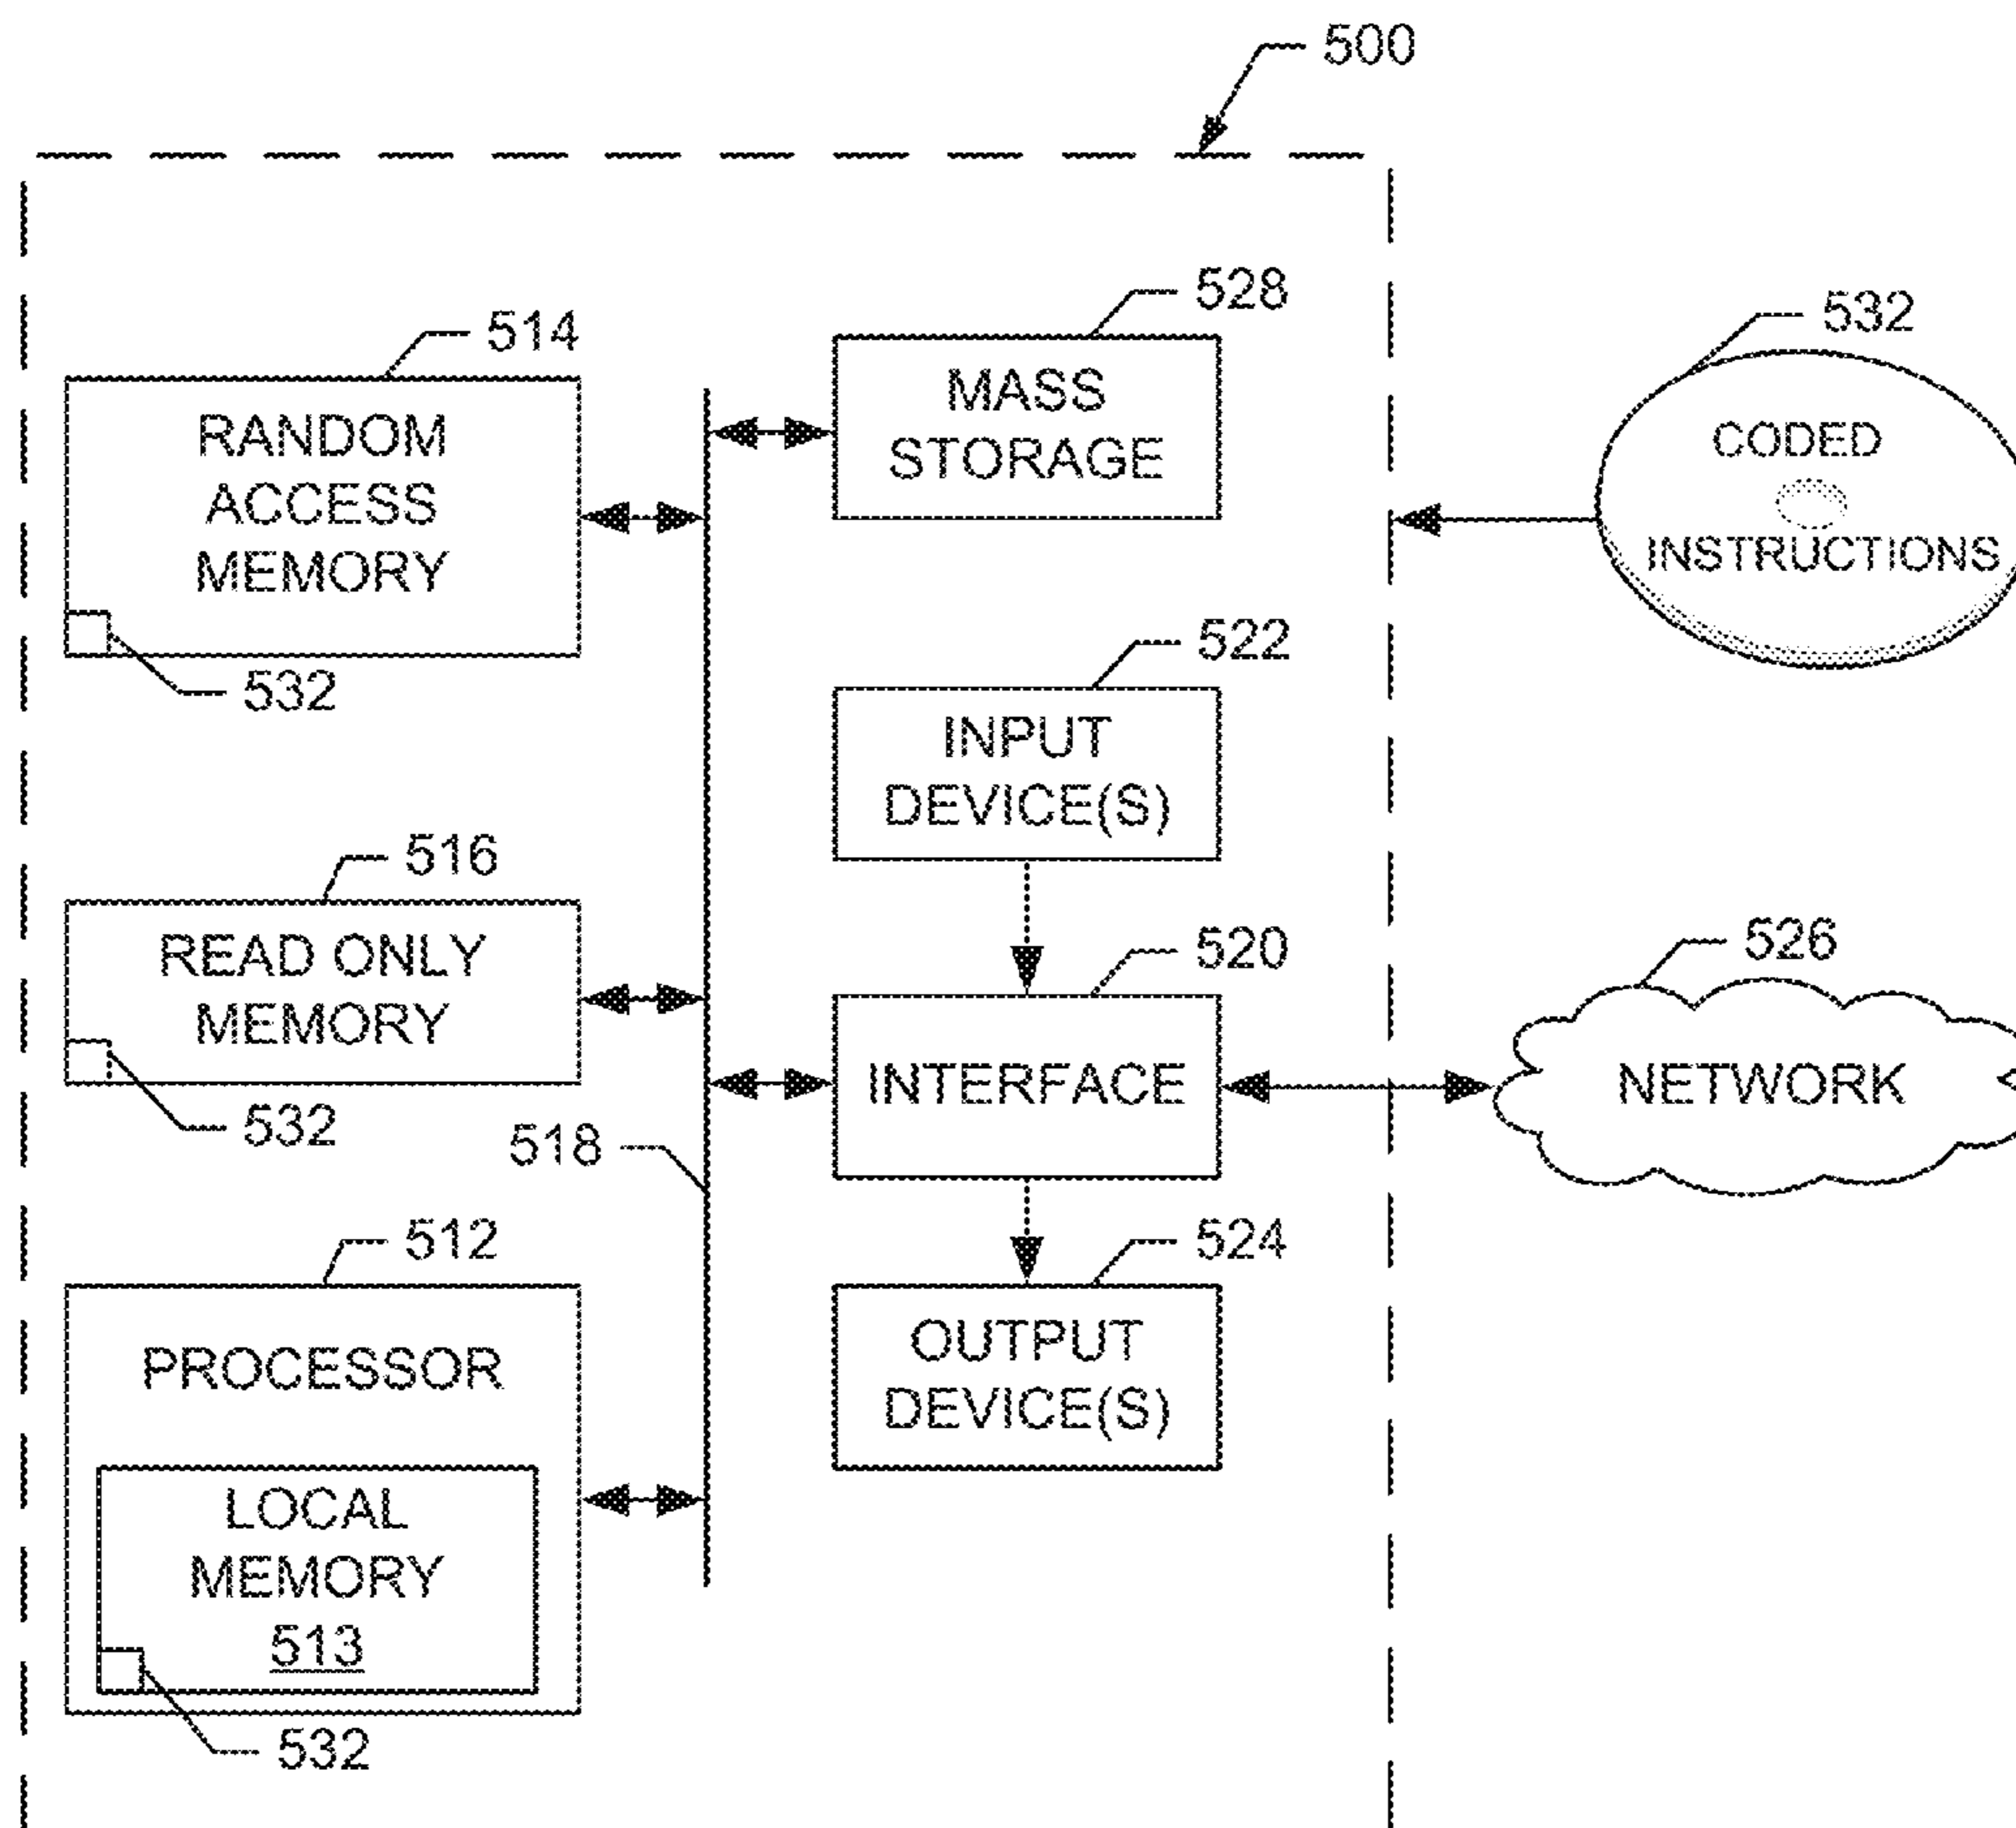 500
528
MASS
STORAGE
514
RANDOM
ACCESS
MEMORY
532
532
CODED
INSTRUCTIONS
522
INPUT
DEVICE(S)
516
READ ONLY
MEMORY
532
520
INTERFACE
526
NETWORK
518
512
PROCESSOR
LOCAL
MEMORY
513
532
524
OUTPUT
DEVICE(S)